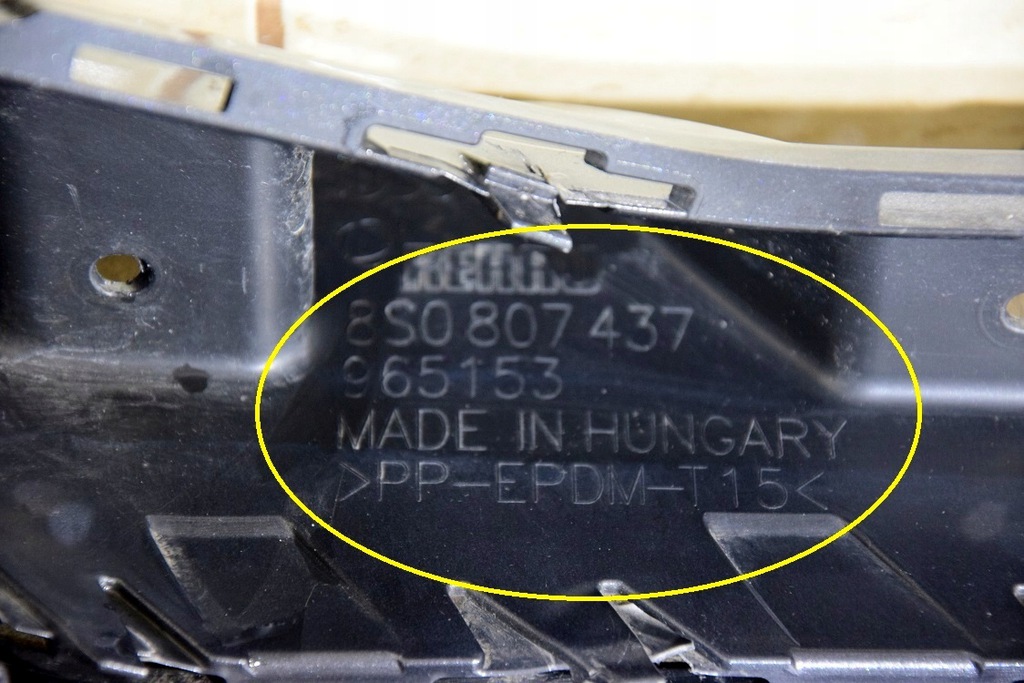 8S0 807 437
965153
MADE IN HUNGARY
>PP-EPDM-T15<